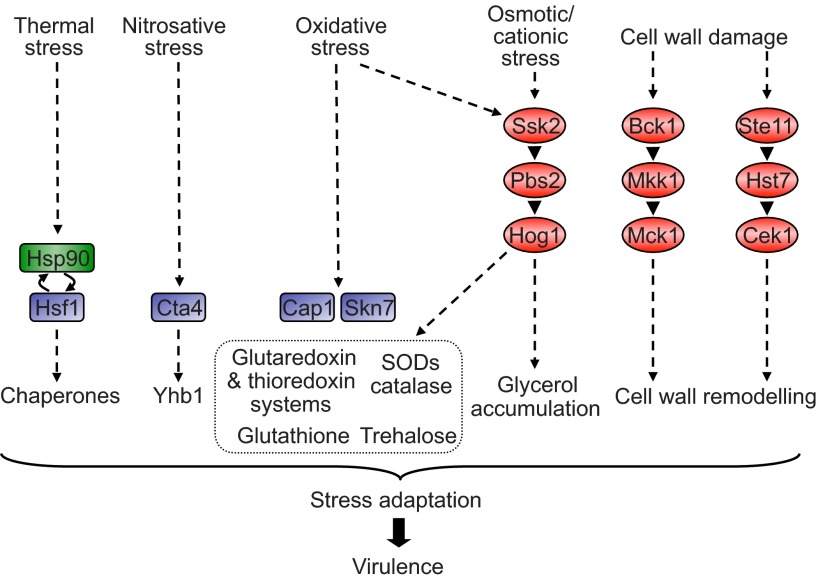 Thermal
stress
Nitrosative
stress
Oxidative
stress
Osmotic/
cationic
stress
Cell wall damage
Ssk2
Bck1
Ste11
Pbs2
Mkk1
Hst7
Hog1
Mck1
Cek1
Hsp90
Hsf1
Cta4
Cap1
Skn7
Chaperones
Yhb1
Glutaredoxin
& thioredoxin
systems
SODs
catalase
Glutathione
Trehalose
Glycerol
accumulation
Cell wall remodelling
Stress adaptation
Virulence